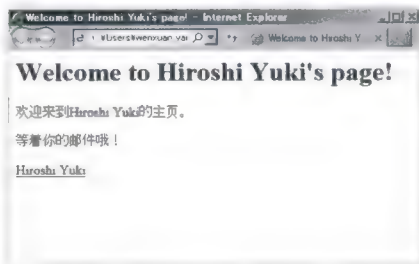 Welcome to Hiroshi Yuki's page! - Internet Explorer
Welcome to Hiroshi Y
Welcome to Hiroshi Yuki's page!
欢迎来到Hiroshi Yuki的主页。
等着你的邮件哦！
Hiroshi Yuki